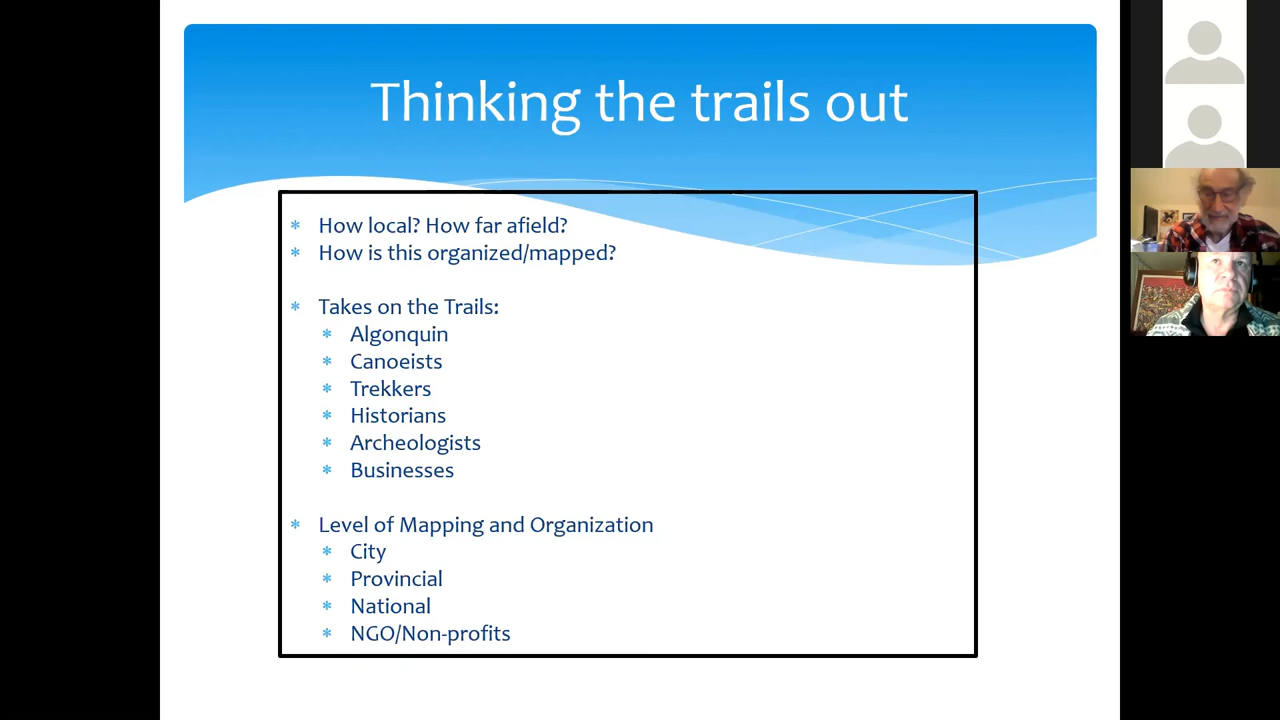 Thinking the trails out
* How local? How far afield?
* How is this organized/mapped?
* Takes on the Trails:
* Algonquin
* Canoeists
* Trekkers
* Historians
* Archeologists
* Businesses
* Level of Mapping and Organization
* City
* Provincial
* National
* NGO/Non-profits